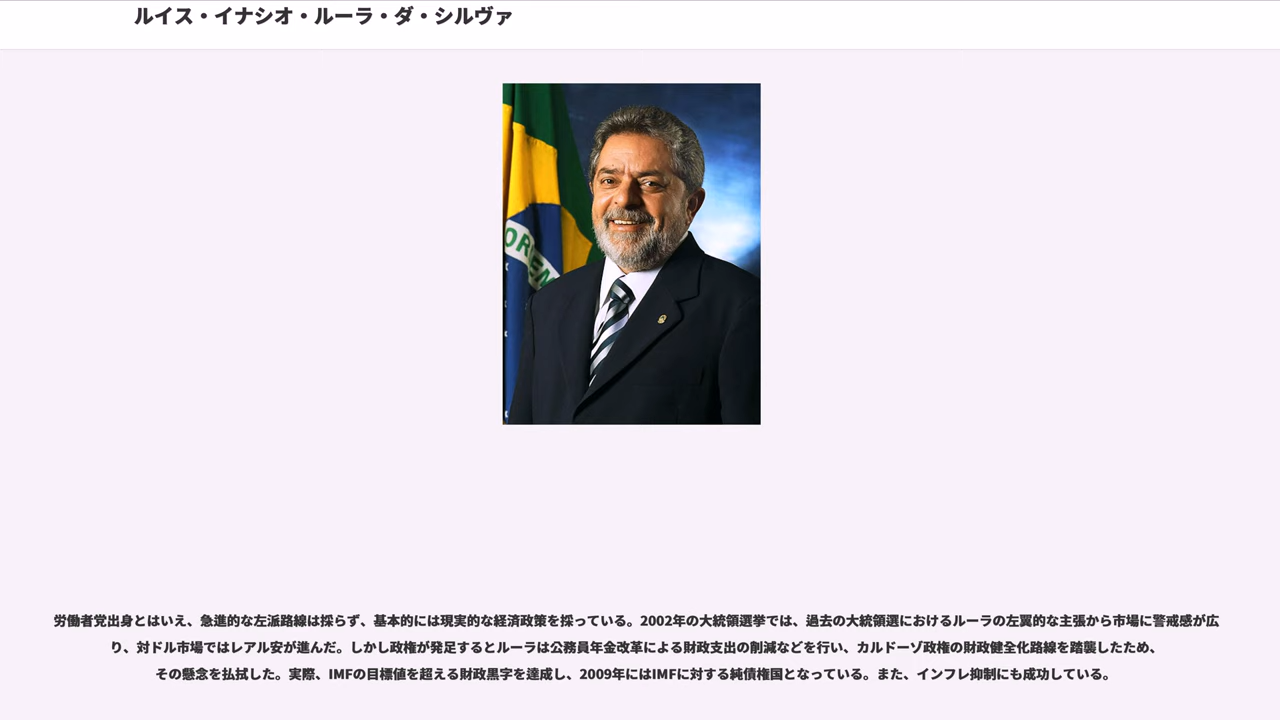 ルイス・イナシオ・ルーラ・ダ・シルヴァ
ORDEM
労働者党出身とはいえ、急進的な左派路線は採らず、基本的には現実的な経済政策を採っている。2002年の大統領選挙では、過去の大統領選におけるルーラの左翼的な主張から市場に警戒感が広
り、対ドル市場ではレアル安が進んだ。しかし政権が発足するとルーラは公務員年金改革による財政支出の削減などを行い、カルドーゾ政権の財政健全化路線を踏襲したため、
その懸念を払拭した。実際、IMFの目標値を超える財政黒字を達成し、2009年にはIMFに対する純債権国となっている。また、インフレ抑制にも成功している。